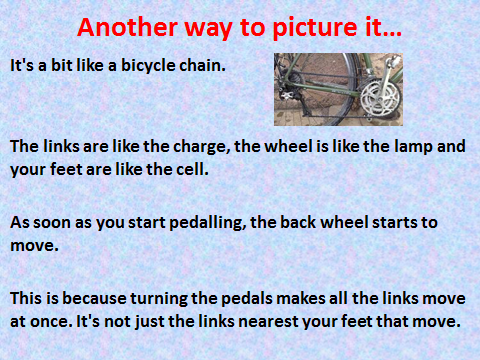 Another way to picture it...
It's a bit like a bicycle chain.
The links are like the charge, the wheel is like the lamp and
your feet are like the cell.
As soon as you start pedalling, the back wheel starts to
move.
This is because turning the pedals makes all the links move
at once. It's not just the links nearest your feet that move.